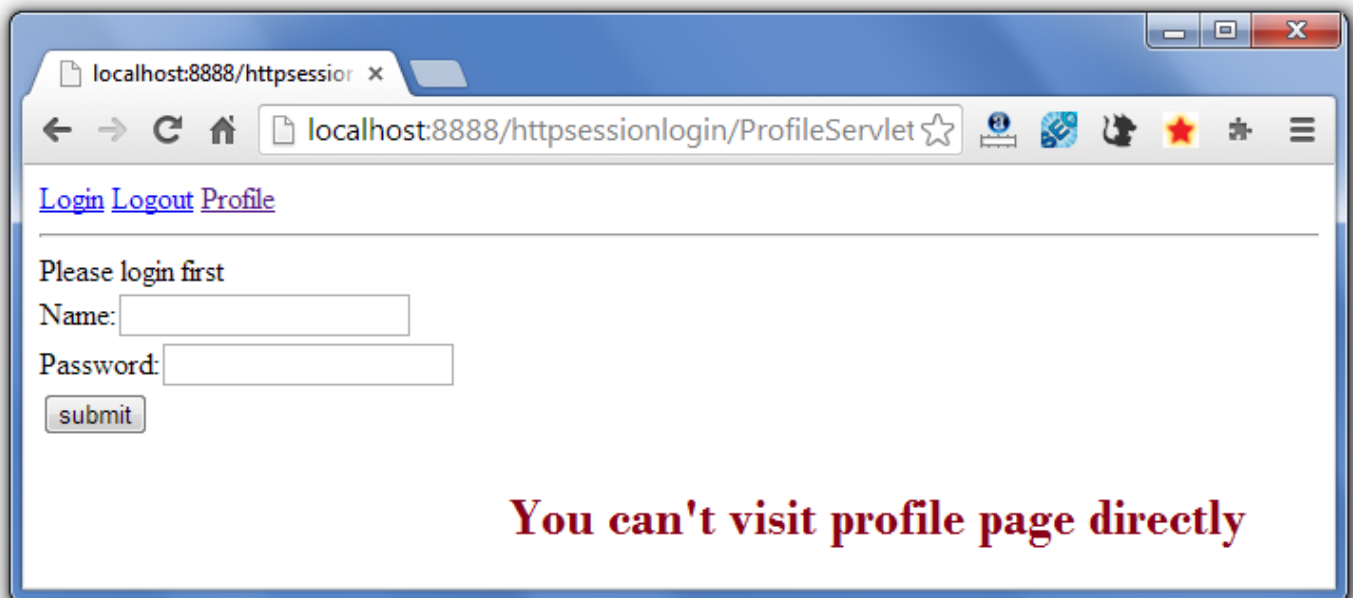 localhost:8888/httpsession
localhost:8888/httpsessionlogin/ProfileServlet
Login Logout Profile
Please login first
Name:
Password:
submit
You can't visit profile page directly